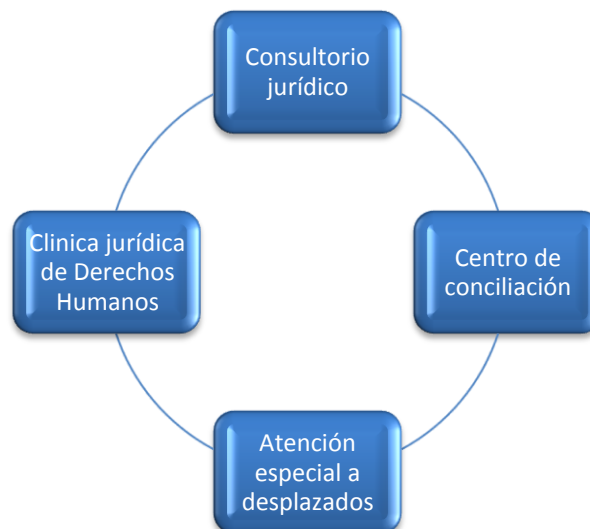 Consultorio
jurídico
Clinica jurídica
de Derechos
Humanos
Centro de
conciliación
Atención
especial a
desplazados